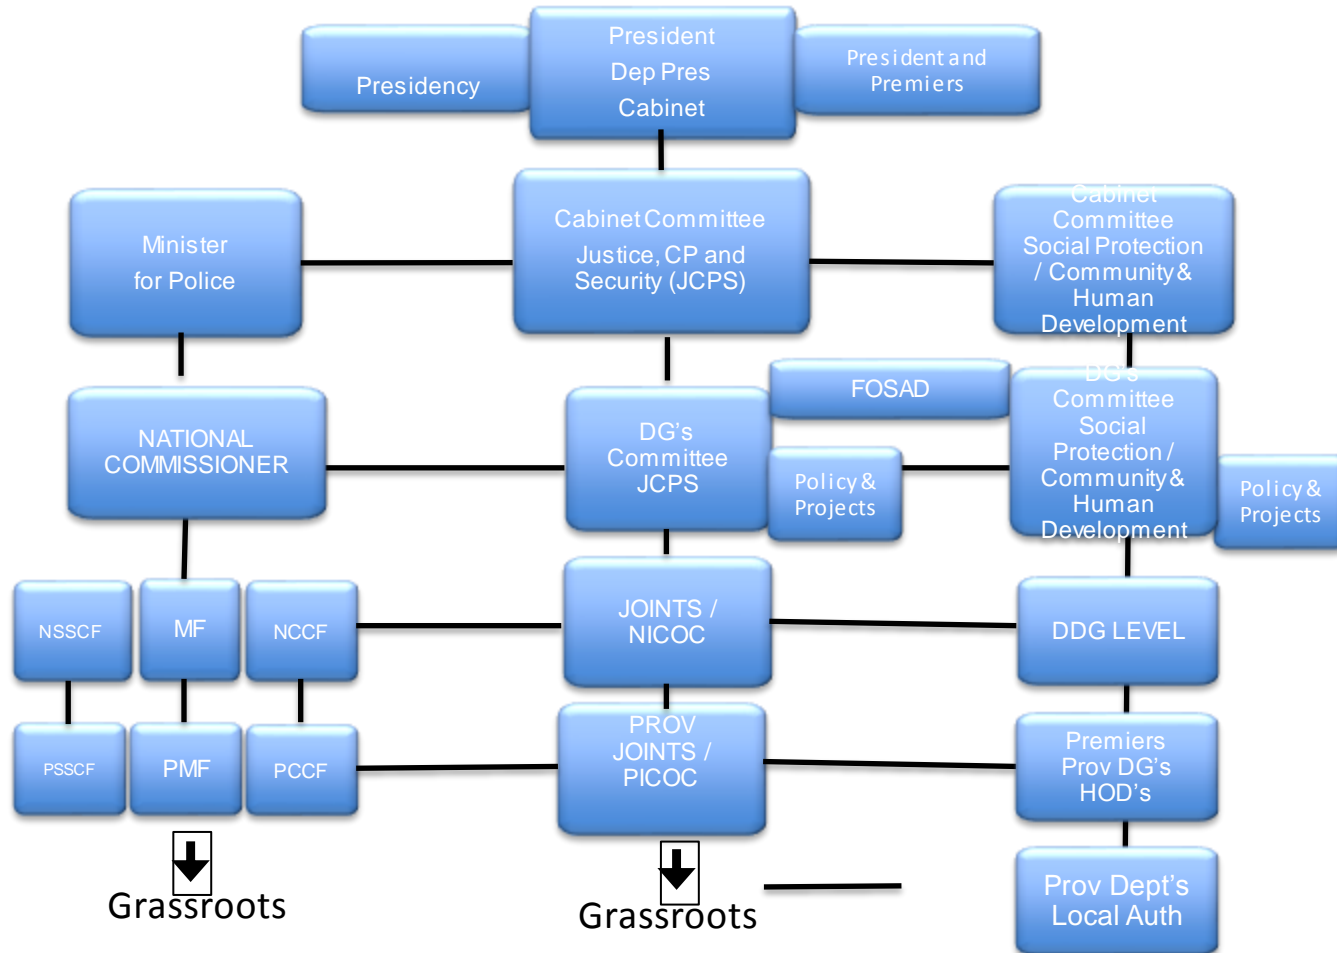 Presidency
President
Dep Pres
Cabinet
President and
Premiers
Minister
for Police
Cabinet Committee
Justice, CP and
Security (JCPS)
Cabinet
Committee
Social Protection
/ Community &
Human
Development
NATIONAL
COMMISSIONER
DG's
Committee
JCPS
FOSAD
Policy &
Projects
DG's
Committee
Social
Protection /
Community &
Human
Development
Policy &
Projects
NSSCF
MF
NCCF
JOINTS /
NICOC
DDG LEVEL
PSSCF
PMF
PCCF
PROV
JOINTS /
PICOC
Premiers
Prov DG's
HOD's
Grassroots
Grassroots
Prov Dept's
Local Auth